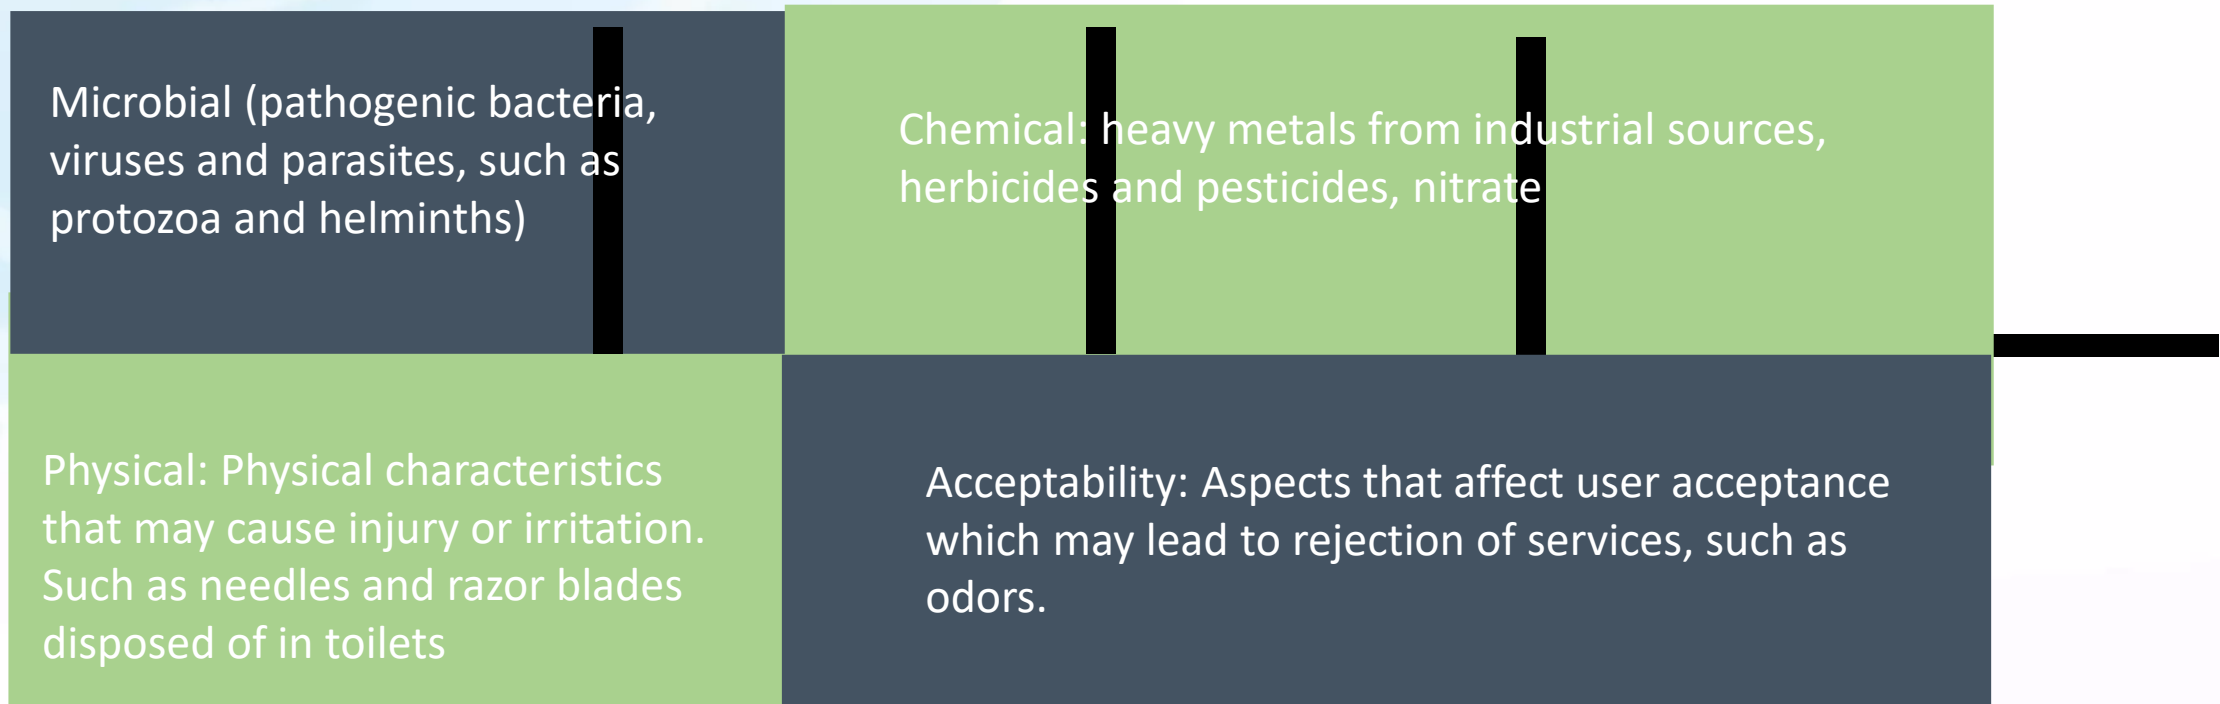 Microbial (pathogenic bacteria,
viruses and parasites, such as
protozoa and helminths)
Chemical: heavy metals from industrial sources,
herbicides and pesticides, nitrate
Physical: Physical characteristics
that may cause injury or irritation.
Such as needles and razor blades
disposed of in toilets
Acceptability: Aspects that affect user acceptance
which may lead to rejection of services, such as
odors.